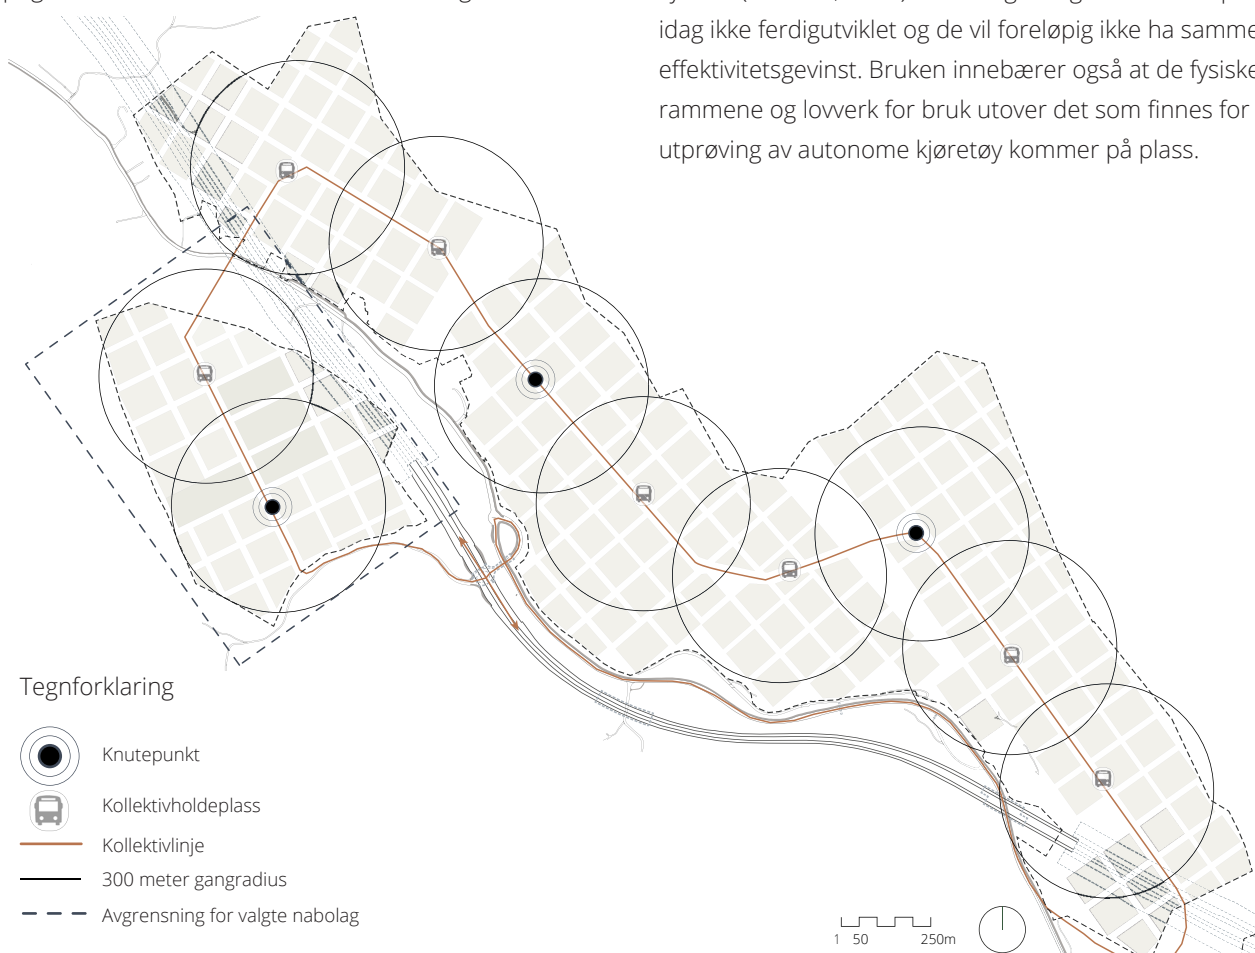 idag ikke ferdigutviklet og de vil foreløpig ikke ha samme
effektivitetsgevinst. Bruken innebærer også at de fysiske
rammene og lovverk for bruk utover det som finnes for
utprøving av autonome kjøretøy kommer på plass.
Tegnforklaring
Knutepunkt
Kollektivholdeplass
Kollektivlinje
300 meter gangradius
Avgrensning for valgte nabolag
1 50 250m